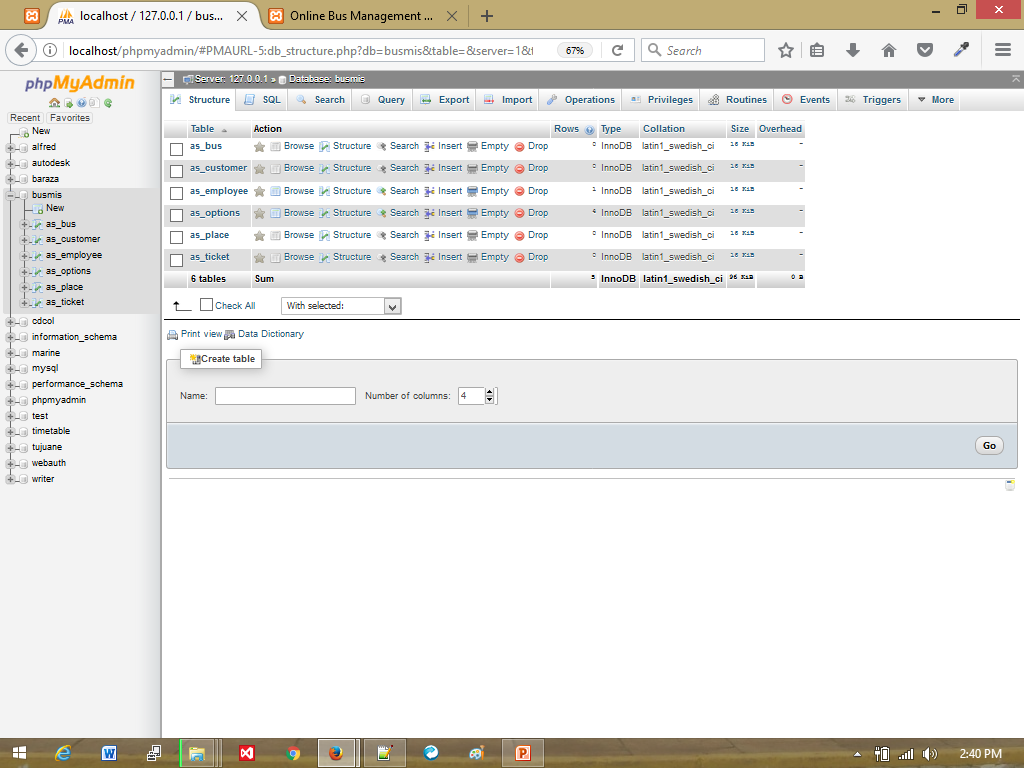 localhost / 127.0.0.1 / bus...
Online Bus Management ...
localhost/phpmyadmin/#PMAURL-5:db_structure.php?db=busmis&table=&server=1&t
67%
Search
phpMyAdmin
Recent Favorites
New
alfred
autodesk
baraza
busmis
New
as_bus
as_customer
as_employee
as_options
as_place
as_ticket
cdcol
information_schema
marine
mysql
performance_schema
phpmyadmin
test
timetable
tujuane
webauth
writer
Server: 127.0.0.1 » Database: busmis
Structure SQL Search Query Export Import Operations Privileges Routines Events Triggers More
Table Action Rows Type Collation Size Overhead
as_bus Browse Structure Search Insert Empty Drop 0 InnoDB latin1_swedish_ci 16 KiB -
as_customer Browse Structure Search Insert Empty Drop 0 InnoDB latin1_swedish_ci 16 KiB -
as_employee Browse Structure Search Insert Empty Drop 1 InnoDB latin1_swedish_ci 16 KiB -
as_options Browse Structure Search Insert Empty Drop 4 InnoDB latin1_swedish_ci 16 KiB -
as_place Browse Structure Search Insert Empty Drop 0 InnoDB latin1_swedish_ci 16 KiB -
as_ticket Browse Structure Search Insert Empty Drop 0 InnoDB latin1_swedish_ci 16 KiB -
6 tables Sum 5 InnoDB latin1_swedish_ci 96 KiB 0 B
Check All With selected:
Print view Data Dictionary
Create table
Name: Number of columns: 4
Go
2:40 PM